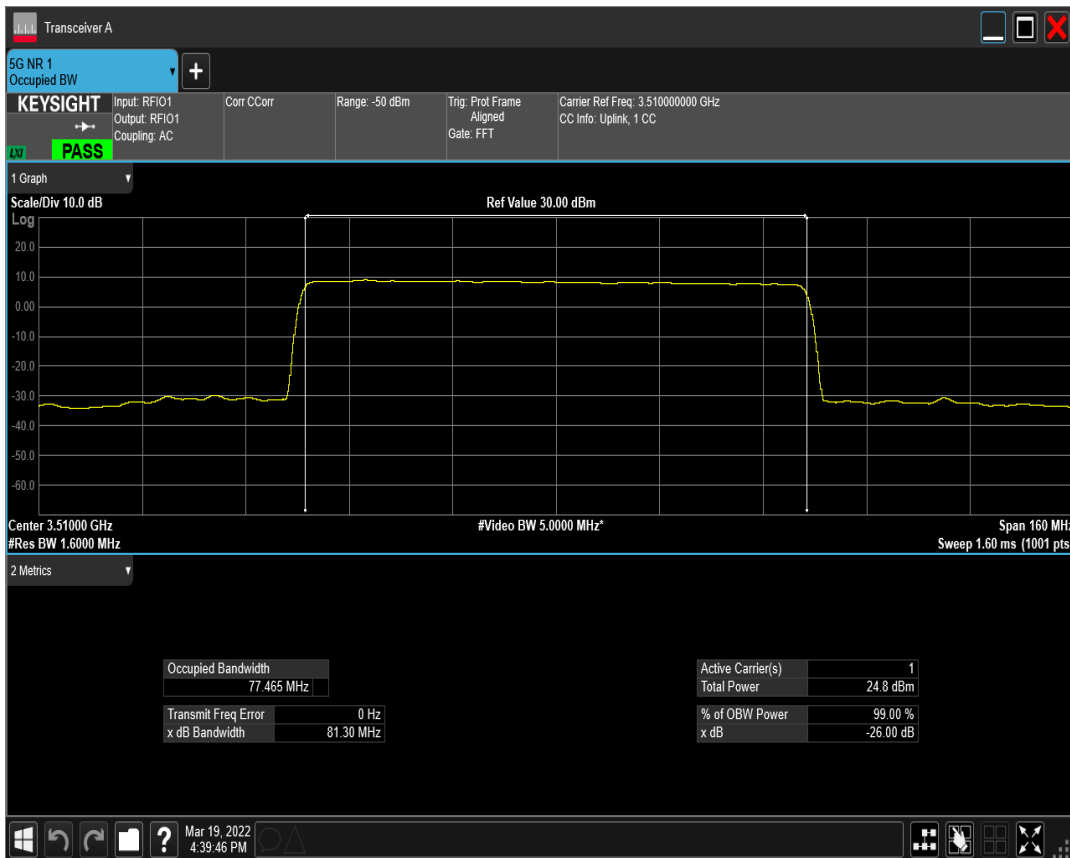 Transceiver A
5G NR 1
Occupied BW
+
KEYSIGHT
LXI
PASS
Input: RFIO1
Output: RFIO1
Coupling: AC
Corr CCorr
Range: -50 dBm
Trig: Prot Frame
Aligned
Gate: FFT
Carrier Ref Freq: 3.510000000 GHz
CC Info: Uplink, 1 CC
1 Graph
Scale/Div 10.0 dB
Ref Value 30.00 dBm
Log
20.0
10.0
0.00
-10.0
-20.0
-30.0
-40.0
-50.0
-60.0
Center 3.51000 GHz
#Video BW 5.0000 MHz*
Span 160 MHz
#Res BW 1.6000 MHz
Sweep 1.60 ms (1001 pts
2 Metrics
Occupied Bandwidth
77.465 MHz
Transmit Freq Error 0 Hz
x dB Bandwidth 81.30 MHz
Active Carrier(s) 1
Total Power 24.8 dBm
% of OBW Power 99.00 %
x dB -26.00 dB
?
Mar 19, 2022
4:39:46 PM